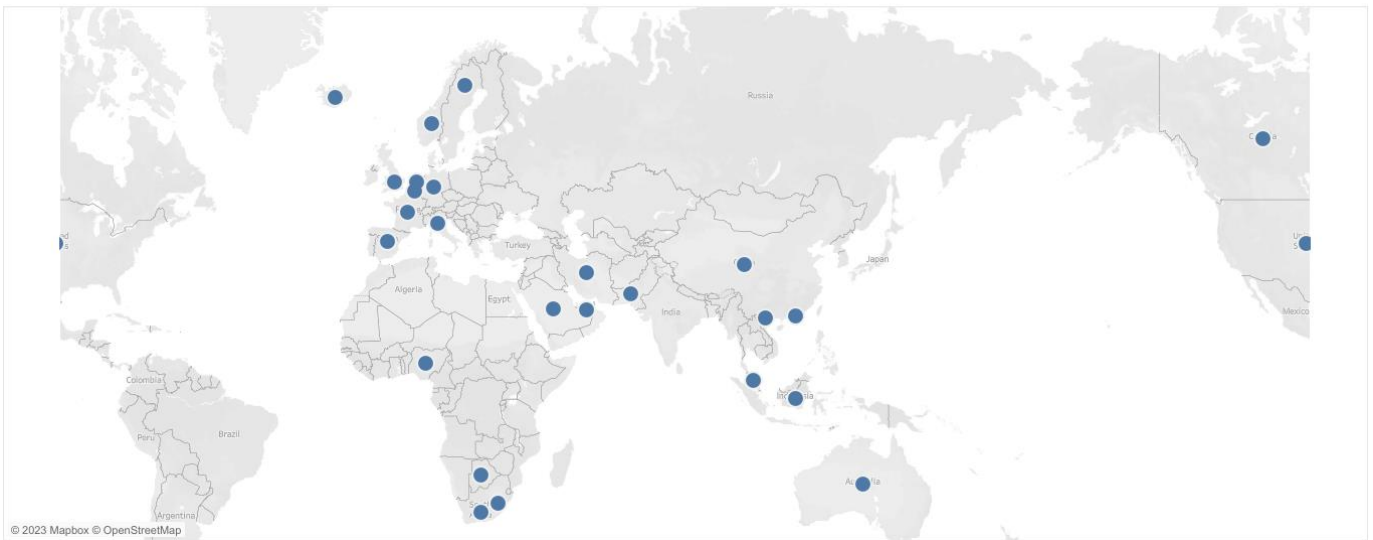 Russia
Turkey
Japan
Algeria
Egypt
India
Mexico
Colombia
Peru
Brazil
Argentina
© 2023 Mapbox © OpenStreetMap